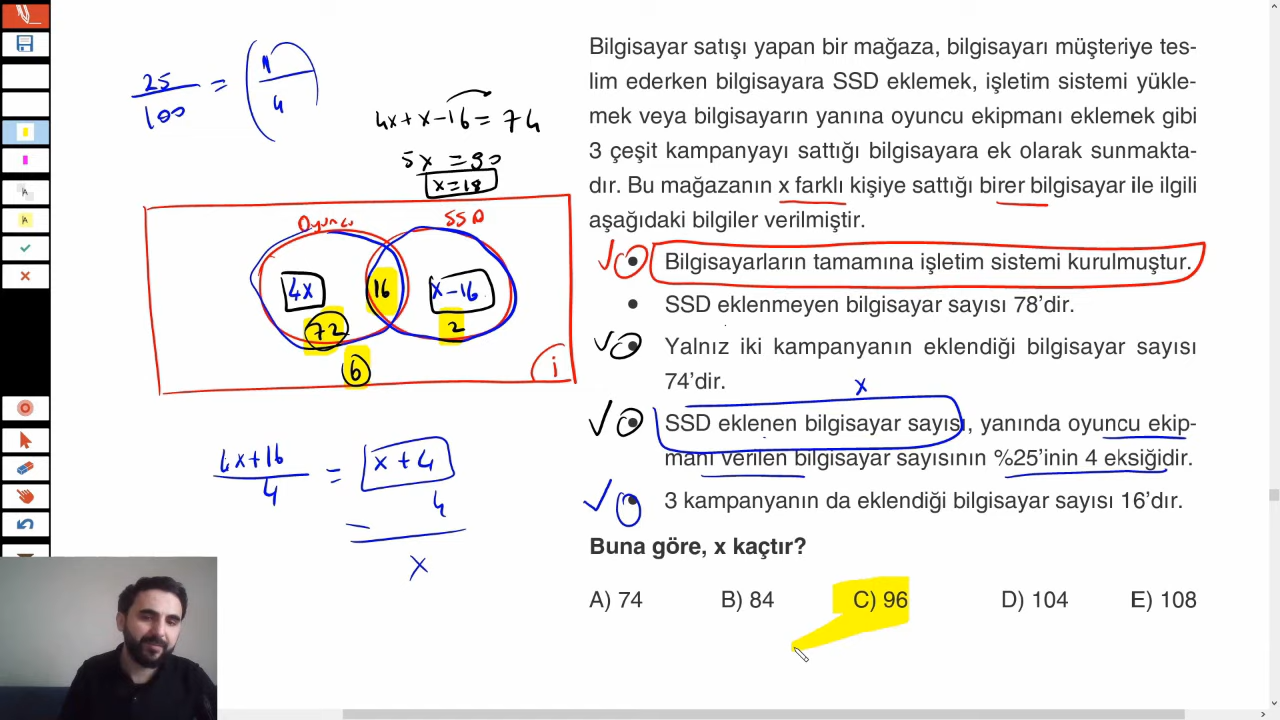 25/100 = (1/4)
4x+x-16=74
5x=90
x=18
Oyuncu
SSD
4x
16
x-16
72
2
6
i
4x+16/4 = x+4
4
=
x
Bilgisayar satışı yapan bir mağaza, bilgisayarı müşteriye tes-
lim ederken bilgisayara SSD eklemek, işletim sistemi yükle-
mek veya bilgisayarın yanına oyuncu ekipmanı eklemek gibi
3 çeşit kampanyayı sattığı bilgisayara ek olarak sunmakta-
dır. Bu mağazanın x farklı kişiye sattığı birer bilgisayar ile ilgili
aşağıdaki bilgiler verilmiştir.
• Bilgisayarların tamamına işletim sistemi kurulmuştur.
• SSD eklenmeyen bilgisayar sayısı 78'dir.
• Yalnız iki kampanyanın eklendiği bilgisayar sayısı
74'dir.
x
• SSD eklenen bilgisayar sayısı, yanında oyuncu ekip-
manı verilen bilgisayar sayısının %25'inin 4 eksiğidir.
• 3 kampanyanın da eklendiği bilgisayar sayısı 16'dır.
Buna göre, x kaçtır?
A) 74 B) 84 C) 96 D) 104 E) 108